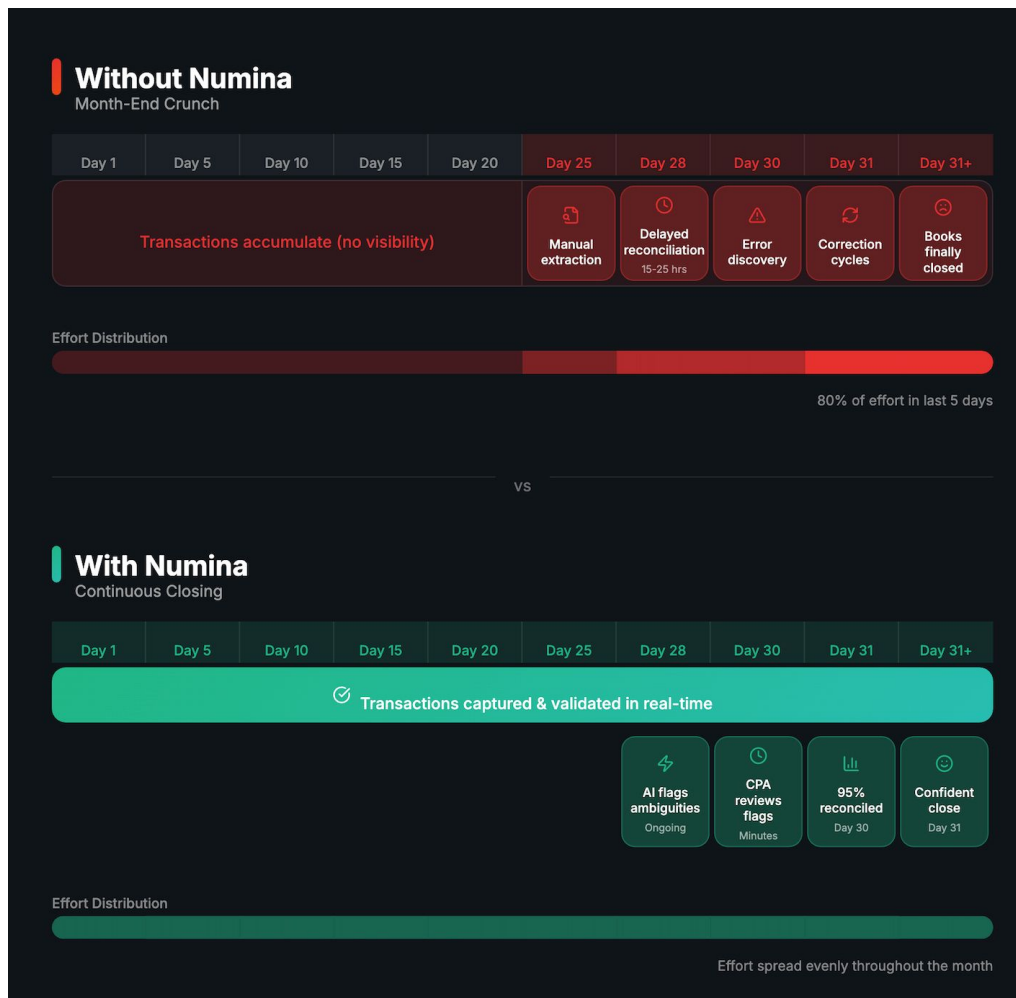 Without Numina
Month-End Crunch
Day 1
Day 5
Day 10
Day 15
Day 20
Day 25
Day 28
Day 30
Day 31
Day 31+
Transactions accumulate (no visibility)
Manual
extraction
Delayed
reconciliation
15-25 hrs
Error
discovery
Correction
cycles
Books
finally
closed
Effort Distribution
80% of effort in last 5 days
vs
With Numina
Continuous Closing
Day 1
Day 5
Day 10
Day 15
Day 20
Day 25
Day 28
Day 30
Day 31
Day 31+
Transactions captured & validated in real-time
AI flags
ambiguities
Ongoing
CPA
reviews
flags
Minutes
95%
reconciled
Day 30
Confident
close
Day 31
Effort Distribution
Effort spread evenly throughout the month